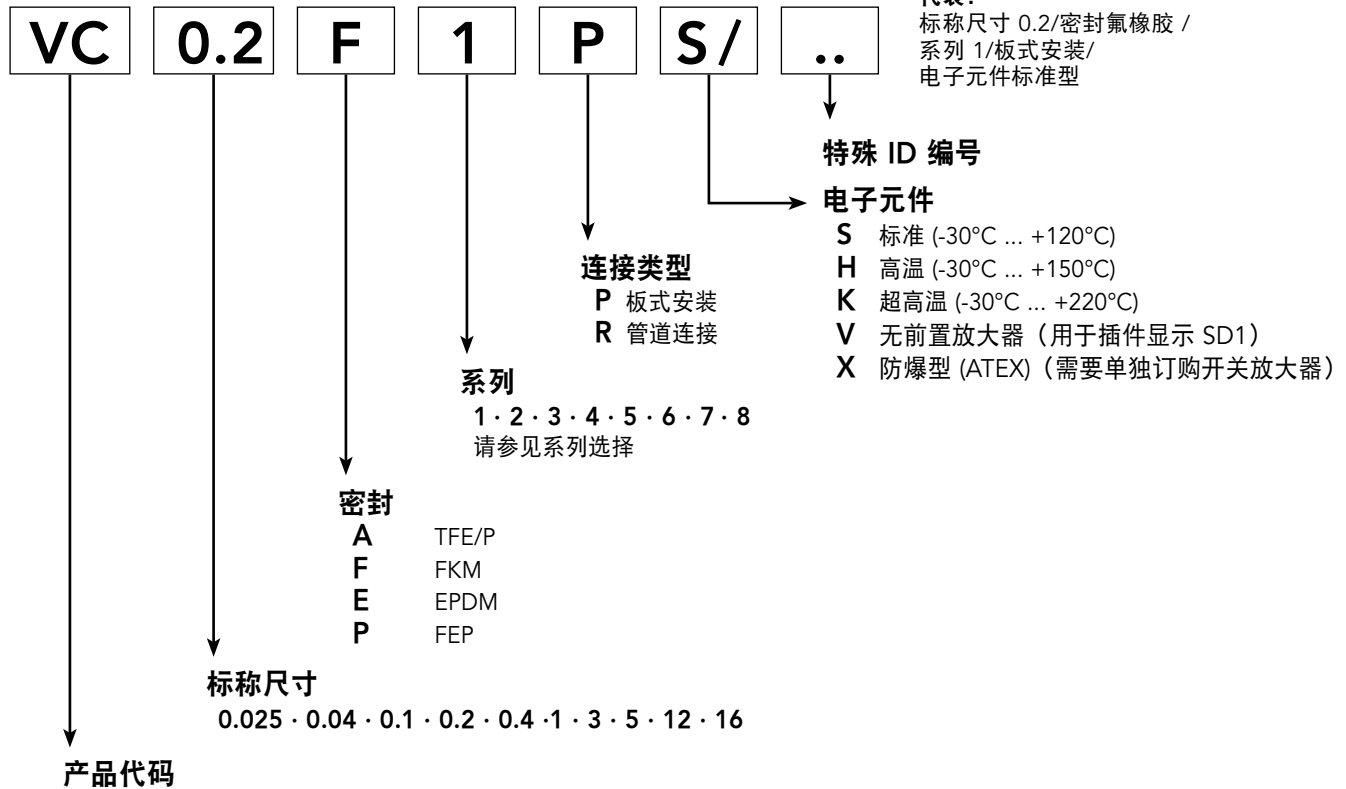 代表：
标称尺寸 0.2/密封氟橡胶 /
系列 1/板式安装/
电子元件标准型
VC 0.2 F 1 P S/ ..
特殊 ID 编号
电子元件
S 标准 (-30°C ... +120°C)
H 高温 (-30°C ... +150°C)
K 超高温 (-30°C ... +220°C)
V 无前置放大器（用于插件显示 SD1）
X 防爆型 (ATEX)（需要单独订购开关放大器）
连接类型
P 板式安装
R 管道连接
系列
1 · 2 · 3 · 4 · 5 · 6 · 7 · 8
请参见系列选择
密封
A TFE/P
F FKM
E EPDM
P FEP
标称尺寸
0.025 · 0.04 · 0.1 · 0.2 · 0.4 ·1 · 3 · 5 · 12 · 16
产品代码